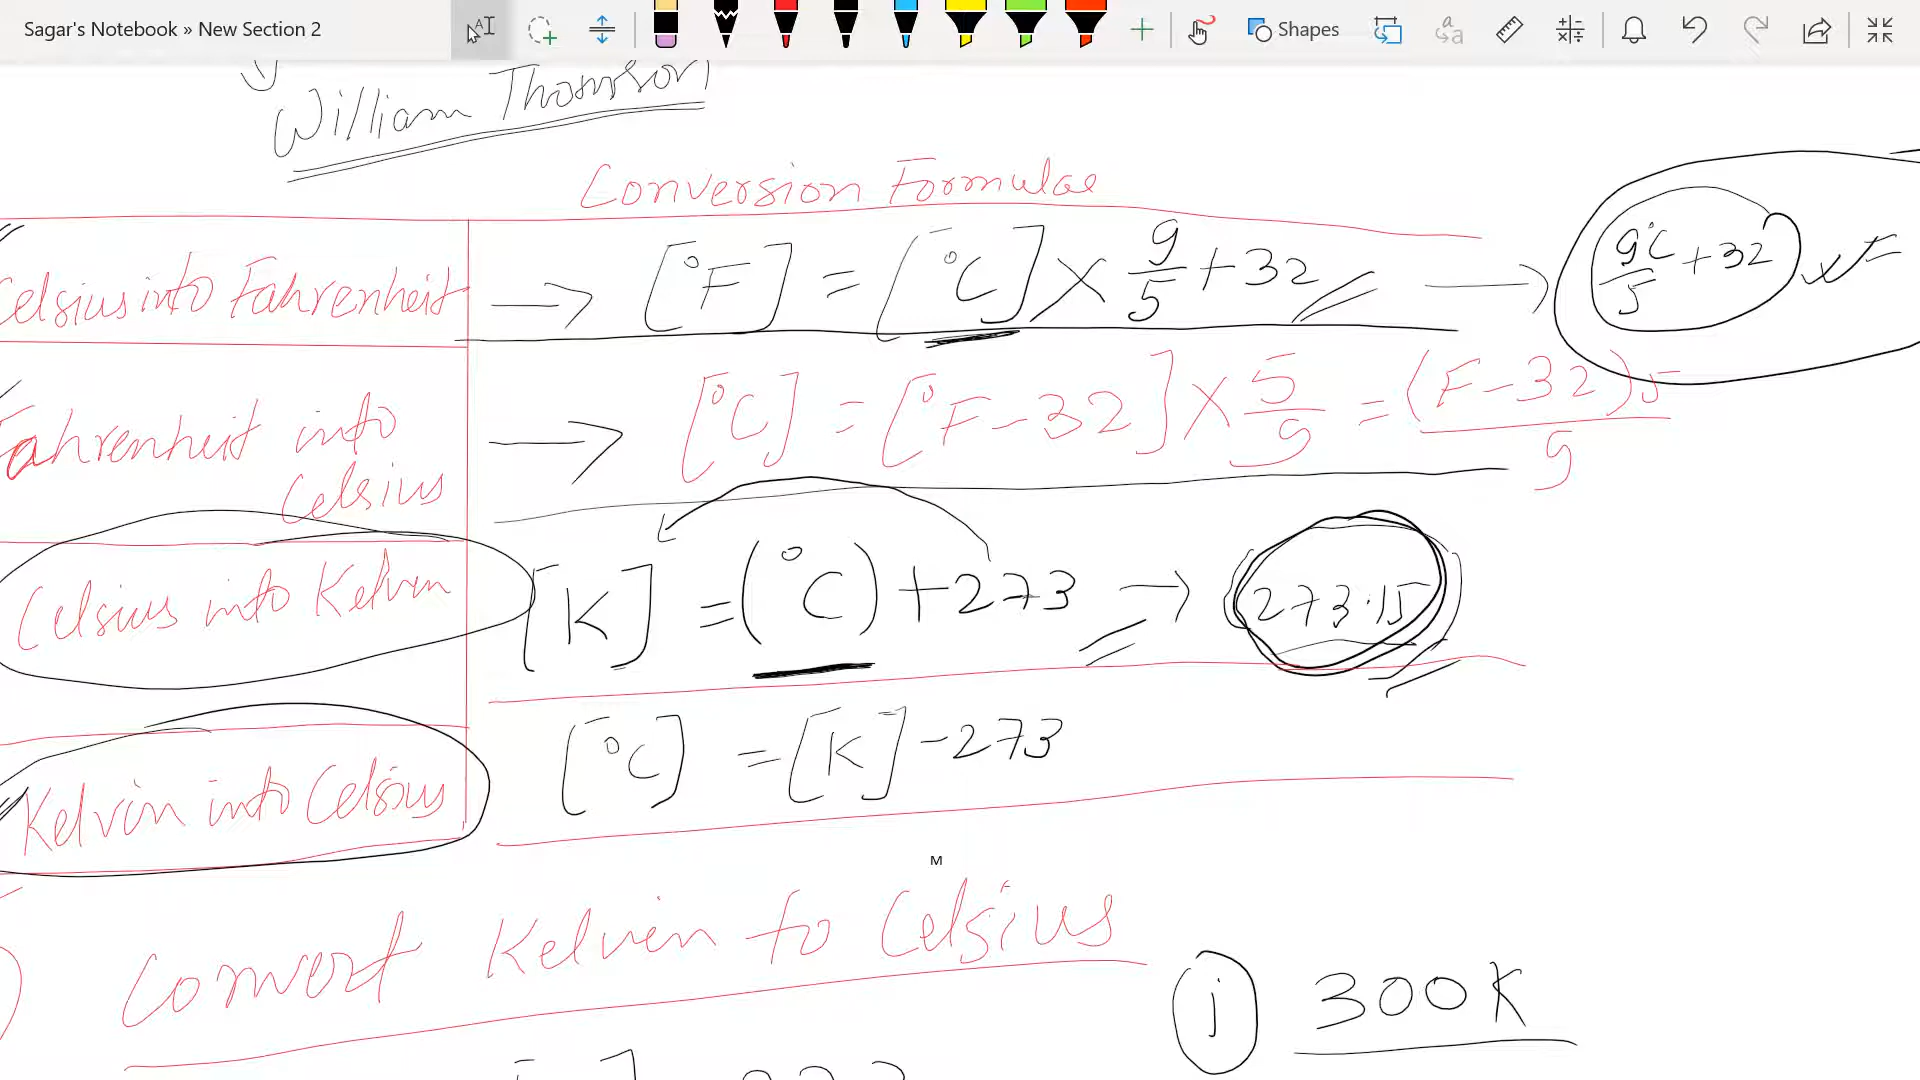 Sagar's Notebook » New Section 2
Shapes
William Thomson
Conversion Formulae
Celsius into Fahrenheit → [°F] = [°C] × 9/5 + 32 → 9°C/5 + 32
Fahrenheit into Celsius → [°C] = [°F - 32] × 5/9 = (F - 32)5/9
Celsius into Kelvin [K] = (°C) + 273 → 273.15
Kelvin into Celsius [°C] = [K] - 273
M
Convert Kelvin to Celsius
i 300K